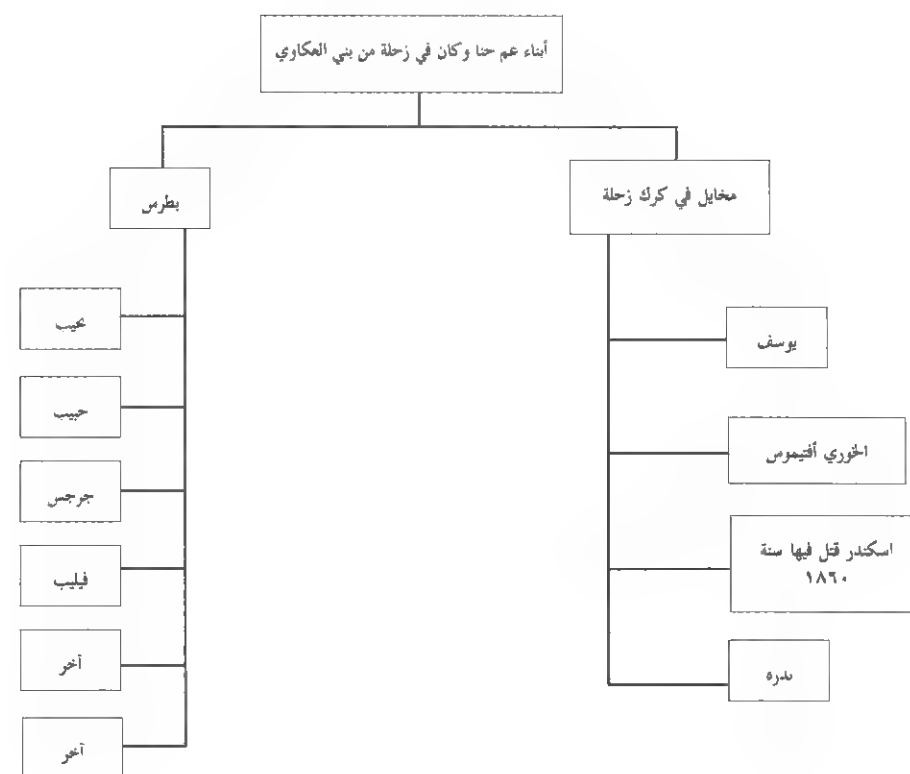 أبناء عم حنا وكان في زحلة من بني العكاوي
مخايل في كرك زحلة
يوسف
الخوري أفتيموس
اسكندر قتل فيها سنة
١٨٦٠
ندره
بطرس
نجيب
حبيب
جرجس
فيليب
آخر
آخر